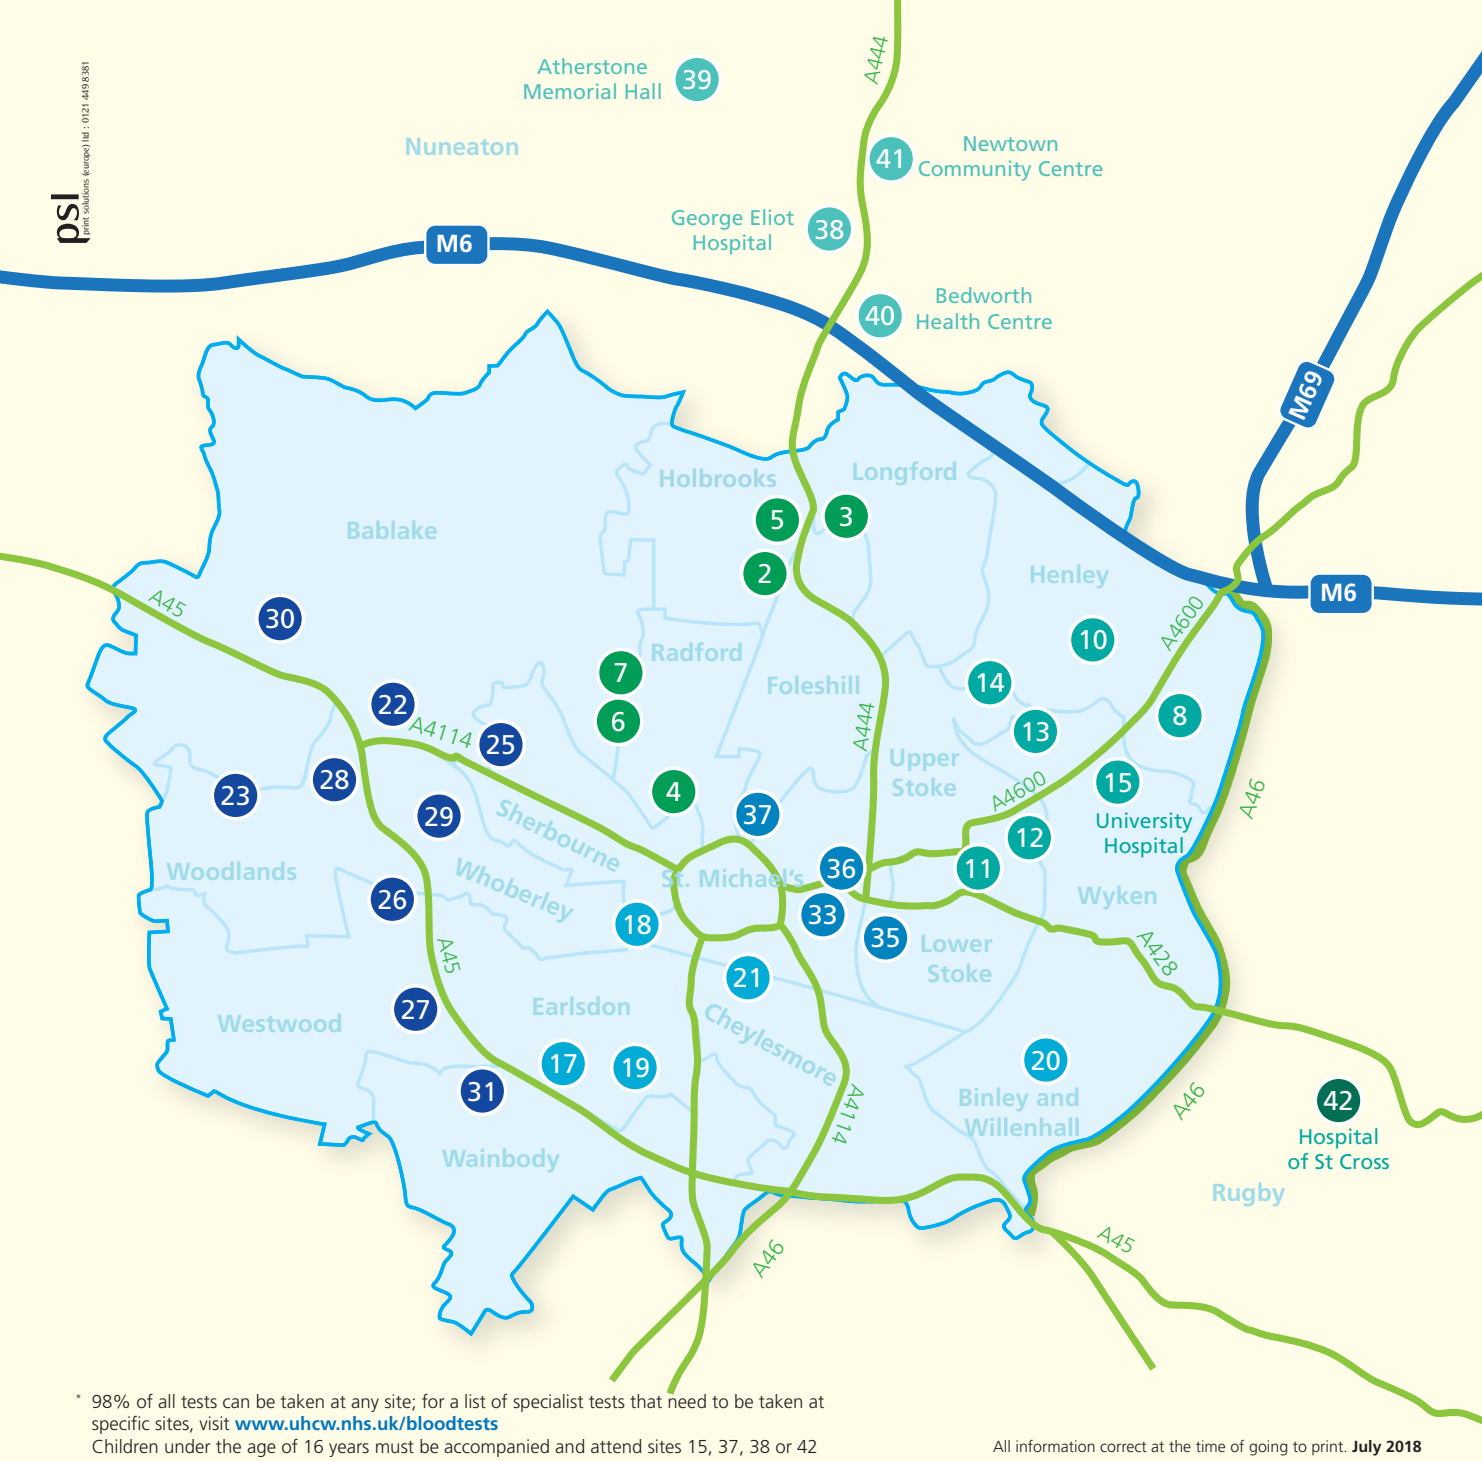 A444
Atherstone
Memorial Hall
39
psl
print solutions (europe) ltd : 0121 449 8381
Nuneaton
41
Newtown
Community Centre
George Eliot
Hospital
38
M6
Bedworth
Health Centre
40
M69
Holbrooks
Longford
Bablake
5
3
2
Henley
M6
A45
30
A4600
10
Radford
7
Foleshill
14
22
6
A4114
25
A444
13
8
Upper
Stoke
23
28
4
A4600
15
A46
29
37
Sherbourne
University
Hospital
12
Woodlands
Whoberley
St. Michael's
36
11
26
18
33
Wyken
35
Lower
Stoke
A45
A428
21
27
Westwood
Earlsdon
Cheylesmore
17
19
20
31
Binley and
Willenhall
A4114
A46
42
Hospital
of St Cross
Wainbody
Rugby
A46
A45
* 98% of all tests can be taken at any site; for a list of specialist tests that need to be taken at
specific sites, visit www.uhcw.nhs.uk/bloodtests
Children under the age of 16 years must be accompanied and attend sites 15, 37, 38 or 42
All information correct at the time of going to print. July 2018